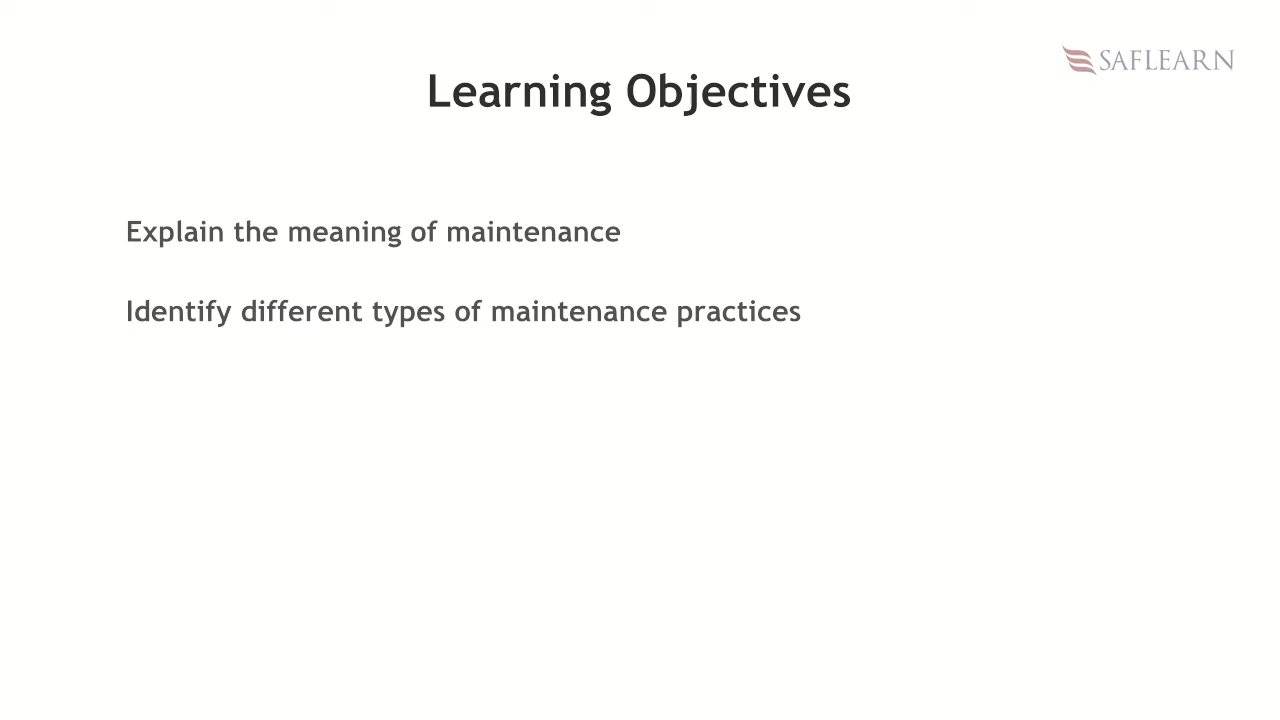 SAFLEARN
Learning Objectives
Explain the meaning of maintenance
Identify different types of maintenance practices